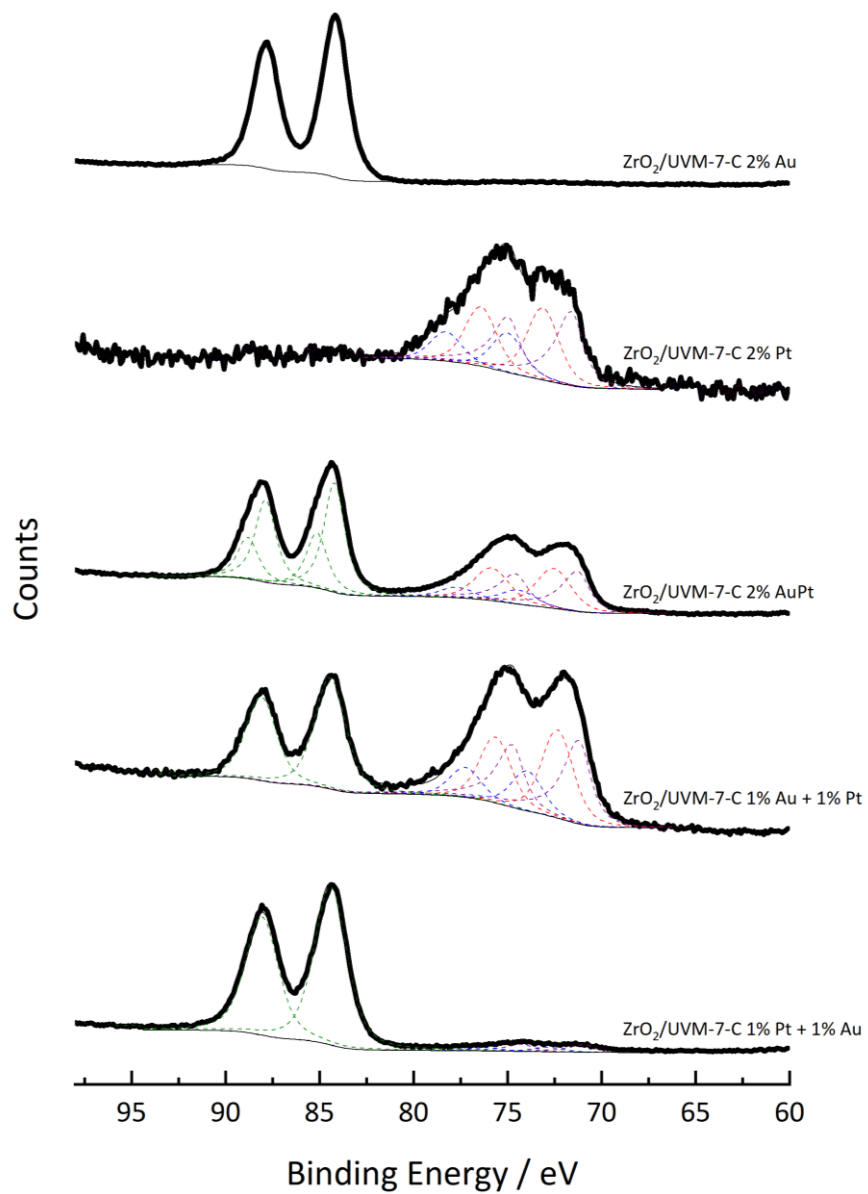 ZrO₂/UVM-7-C 2% Au
ZrO₂/UVM-7-C 2% Pt
ZrO₂/UVM-7-C 2% AuPt
ZrO₂/UVM-7-C 1% Au + 1% Pt
ZrO₂/UVM-7-C 1% Pt + 1% Au
Counts
95 90 85 80 75 70 65 60
Binding Energy / eV